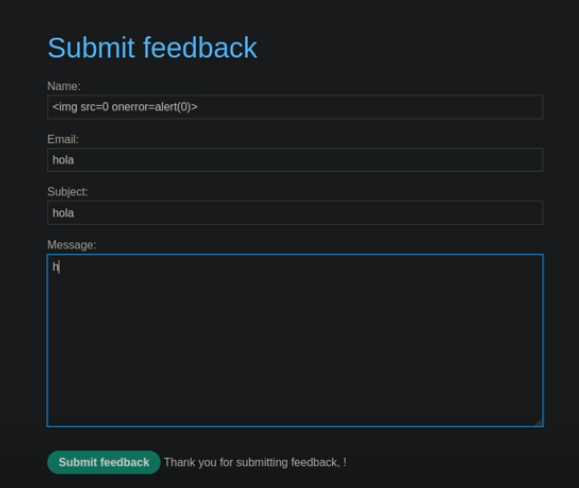 Submit feedback
Name:
<img src=0 onerror=alert(0)>
Email:
hola
Subject:
hola
Message:
h
Submit feedback Thank you for submitting feedback, !